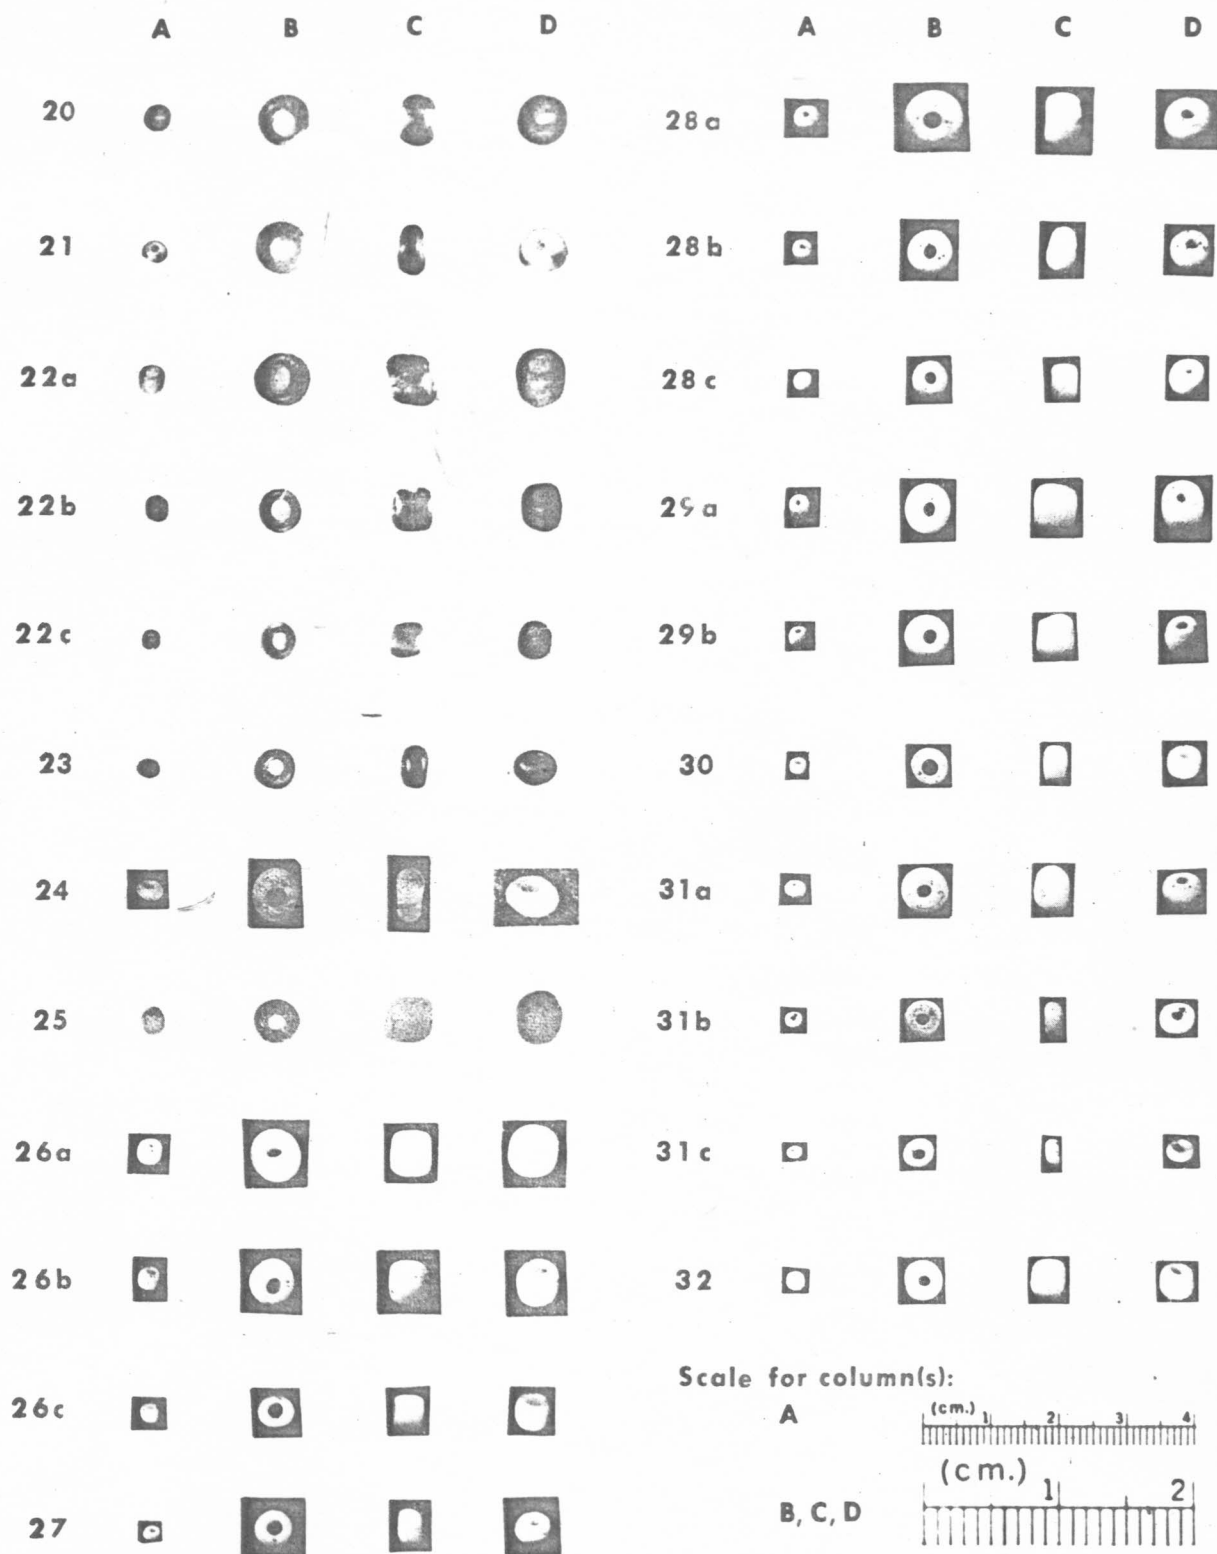 A B C D
20
21
22a
22b
22c
23
24
25
26a
26b
26c
27
A B C D
28a
28b
28c
29a
29b
30
31a
31b
31c
32
Scale for column(s):
A
(cm.) 1 2 3 4
B, C, D
(cm.) 1 2